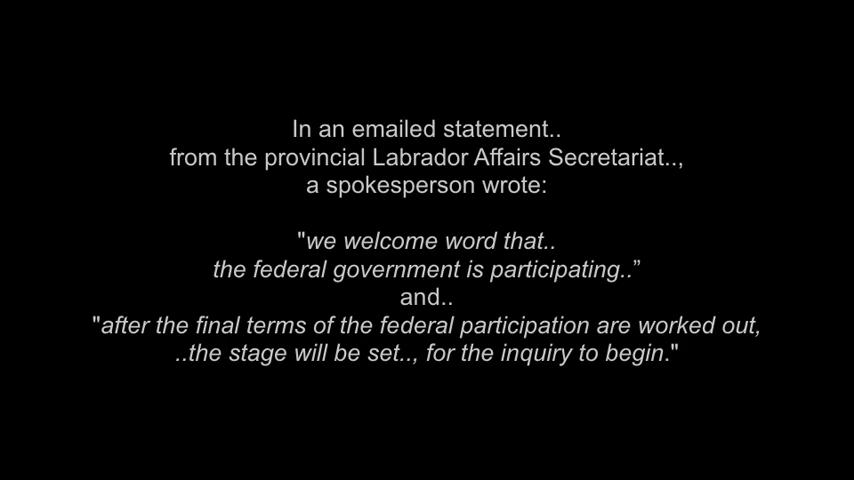 In an emailed statement..
from the provincial Labrador Affairs Secretariat..,
a spokesperson wrote:
"we welcome word that..
the federal government is participating..”
and..
"after the final terms of the federal participation are worked out,
..the stage will be set.., for the inquiry to begin."